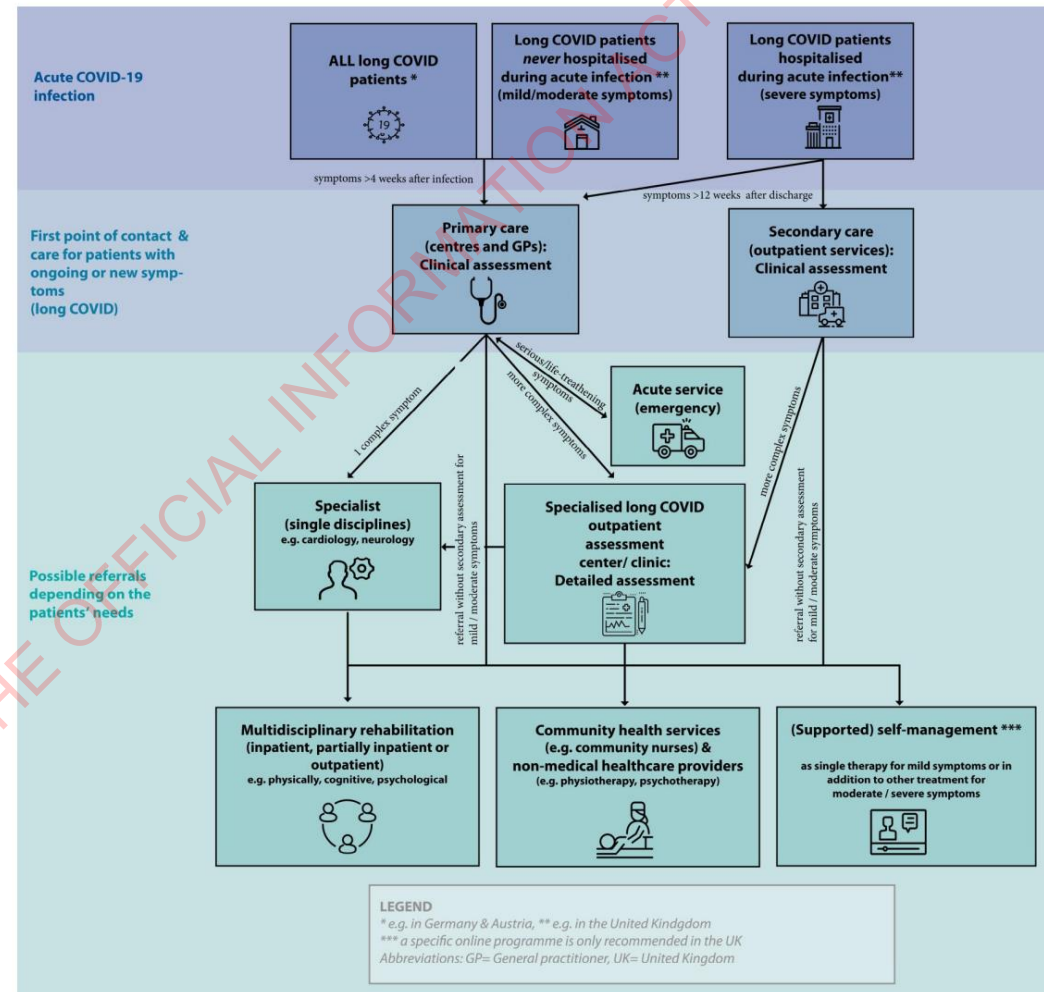 Acute COVID-19
infection
ALL long COVID
patients *
19
Long COVID patients
never hospitalised
during acute infection **
(mild/moderate symptoms)
Long COVID patients
hospitalised
during acute infection**
(severe symptoms)
symptoms >4 weeks after infection
symptoms >12 weeks after discharge
First point of contact &
care for patients with
ongoing or new symp-
toms
(long COVID)
Primary care
(centres and GPs):
Clinical assessment
Secondary care
(outpatient services):
Clinical assessment
1 complex symptom
serious/life-treathening
symptoms
more complex symptoms
Acute service
(emergency)
more complex symptoms
Possible referrals
depending on the
patients' needs
Specialist
(single disciplines)
e.g. cardiology, neurology
referral without secondary assessment for
mild / moderate symptoms
Specialised long COVID
outpatient
assessment
center/ clinic:
Detailed assessment
referral without secondary assessment
for mild / moderate symptoms
Multidisciplinary rehabilitation
(inpatient, partially inpatient or
outpatient)
e.g. physically, cognitive, psychological
Community health services
(e.g. community nurses) &
non-medical healthcare providers
(e.g. physiotherapy, psychotherapy)
(Supported) self-management ***
as single therapy for mild symptoms or in
addition to other treatment for
moderate / severe symptoms
LEGEND
* e.g. in Germany & Austria, ** e.g. in the United Kindgdom
*** a specific online programme is only recommended in the UK
Abbreviations: GP= General practitioner, UK= United Kingdom
THE OFFICIAL INFORMATION ACT